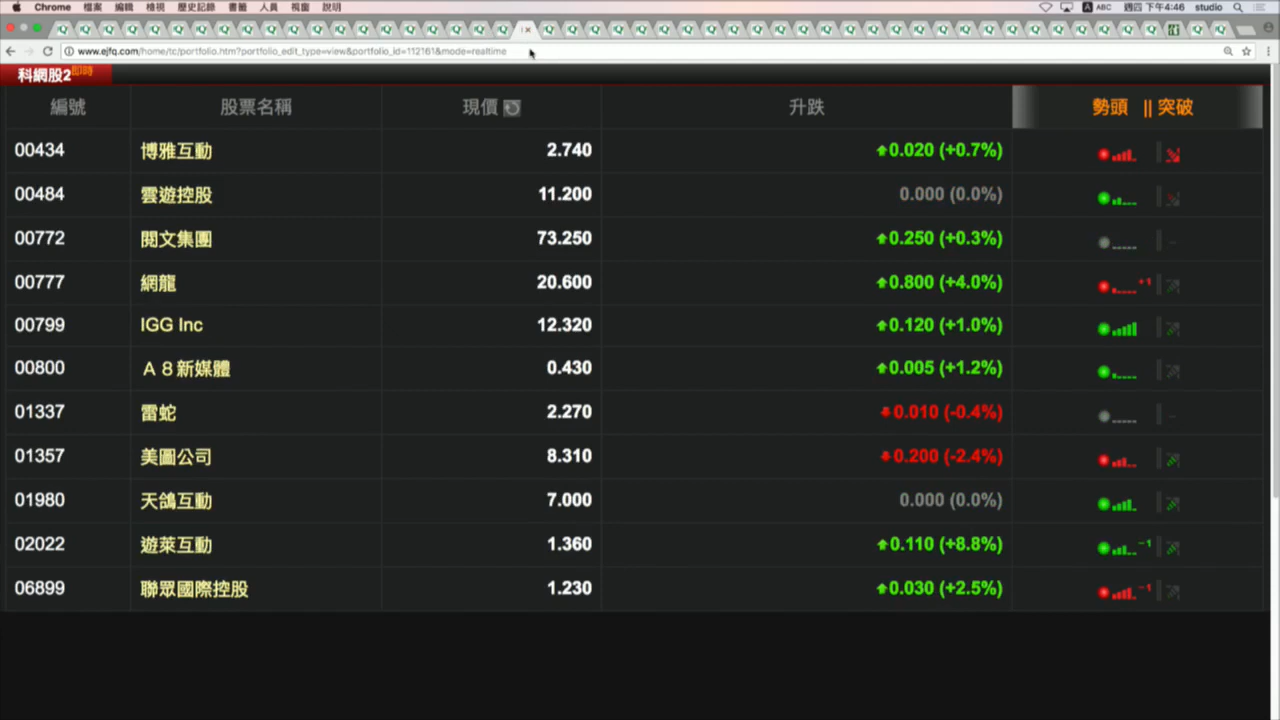 Chrome 檔案 編輯 檢視 歷史記錄 書籤 人員 視窗 說明 A ABC 週四 下午4:46 studio
www.ejfq.com/home/tc/portfolio.htm?portfolio_edit_type=view&portfolio_id=112161&mode=realtime
科網股2即時
編號 股票名稱 現價 升跌 勢頭 || 突破
00434 博雅互動 2.740 0.020 (+0.7%)
00484 雲遊控股 11.200 0.000 (0.0%)
00772 閱文集團 73.250 0.250 (+0.3%)
00777 網龍 20.600 0.800 (+4.0%) +1
00799 IGG Inc 12.320 0.120 (+1.0%)
00800 A8新媒體 0.430 0.005 (+1.2%)
01337 雷蛇 2.270 0.010 (-0.4%)
01357 美圖公司 8.310 0.200 (-2.4%)
01980 天鴿互動 7.000 0.000 (0.0%)
02022 遊萊互動 1.360 0.110 (+8.8%) -1
06899 聯眾國際控股 1.230 0.030 (+2.5%) -1